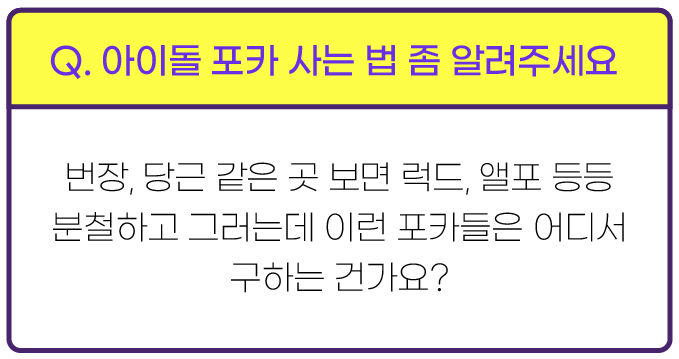 Q. 아이돌 포카 사는 법 좀 알려주세요
번장, 당근 같은 곳 보면 럭드, 앨포 등등
분철하고 그러는데 이런 포카들은 어디서
구하는 건가요?